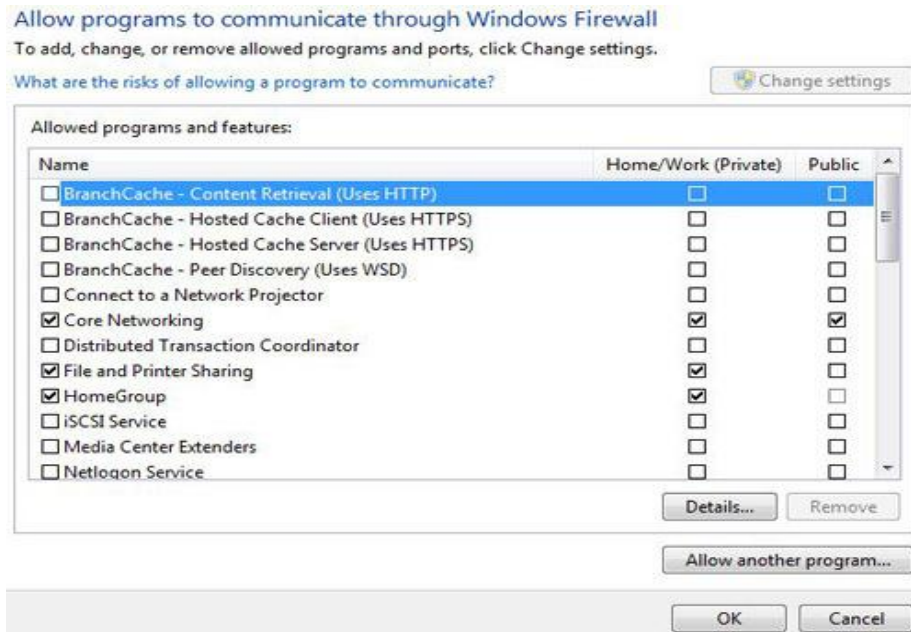 Allow programs to communicate through Windows Firewall
To add, change, or remove allowed programs and ports, click Change settings.
What are the risks of allowing a program to communicate?
Change settings
Allowed programs and features:
Name Home/Work (Private) Public
BranchCache - Content Retrieval (Uses HTTP)
BranchCache - Hosted Cache Client (Uses HTTPS)
BranchCache - Hosted Cache Server (Uses HTTPS)
BranchCache - Peer Discovery (Uses WSD)
Connect to a Network Projector
Core Networking
Distributed Transaction Coordinator
File and Printer Sharing
HomeGroup
iSCSI Service
Media Center Extenders
Netlogon Service
Details... Remove
Allow another program...
OK Cancel